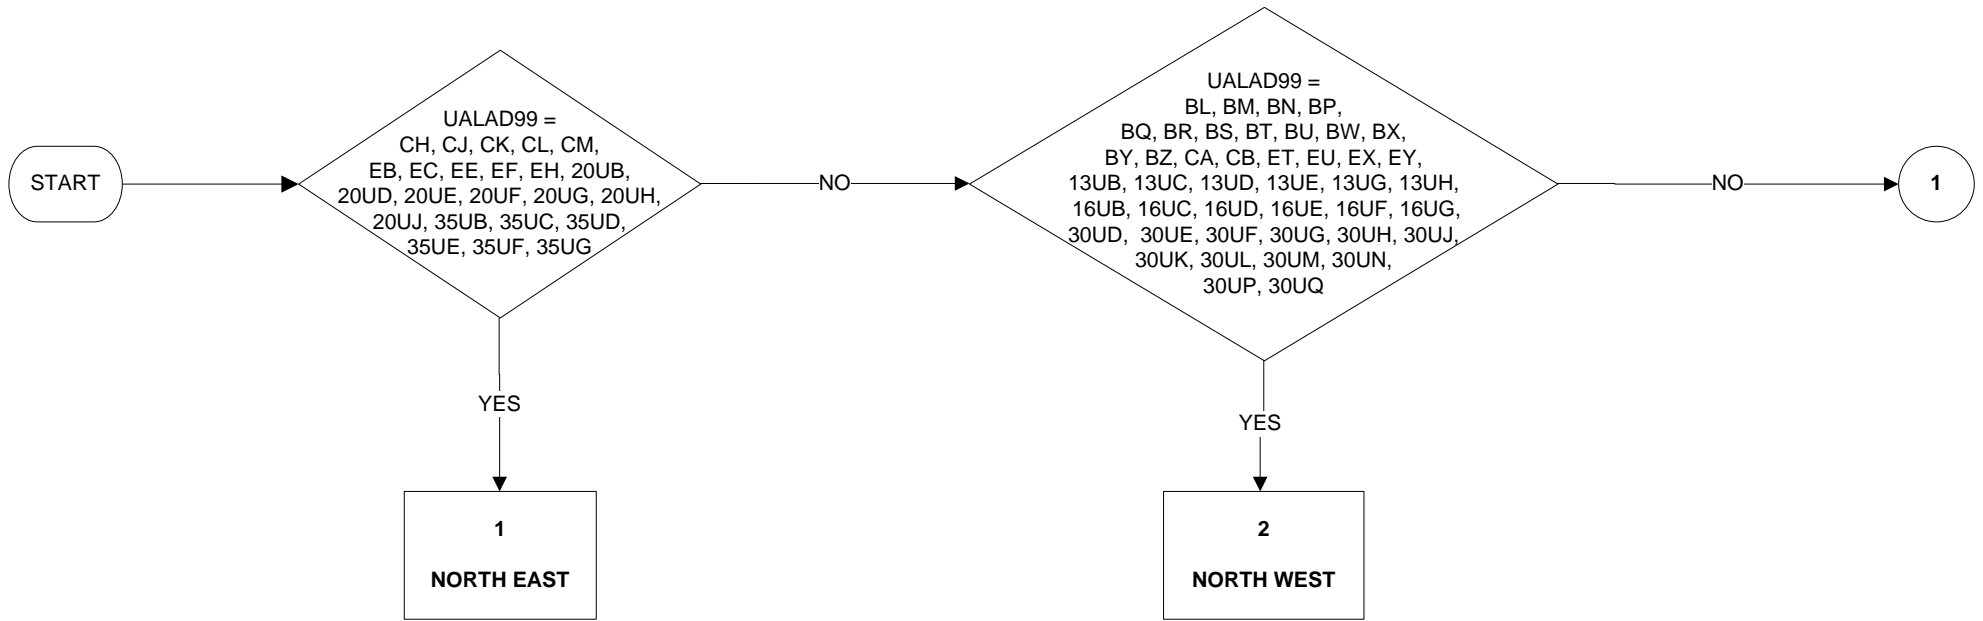 START
UALAD99 =
CH, CJ, CK, CL, CM,
EB, EC, EE, EF, EH, 20UB,
20UD, 20UE, 20UF, 20UG, 20UH,
20UJ, 35UB, 35UC, 35UD,
35UE, 35UF, 35UG
NO
UALAD99 =
BL, BM, BN, BP,
BQ, BR, BS, BT, BU, BW, BX,
BY, BZ, CA, CB, ET, EU, EX, EY,
13UB, 13UC, 13UD, 13UE, 13UG, 13UH,
16UB, 16UC, 16UD, 16UE, 16UF, 16UG,
30UD, 30UE, 30UF, 30UG, 30UH, 30UJ,
30UK, 30UL, 30UM, 30UN,
30UP, 30UQ
NO
1
YES
YES
1
NORTH EAST
2
NORTH WEST